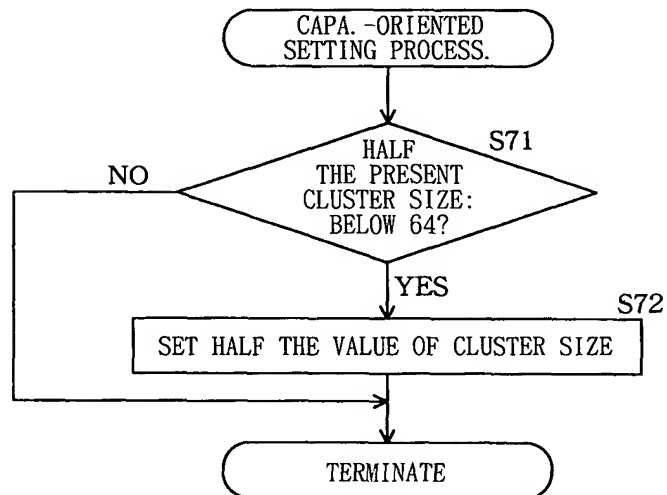 CAPA.-ORIENTED
SETTING PROCESS.
S71
HALF
THE PRESENT
CLUSTER SIZE:
BELOW 64?
NO
YES
S72
SET HALF THE VALUE OF CLUSTER SIZE
TERMINATE